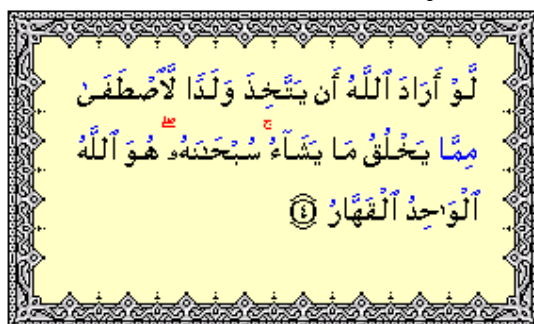 لَّوْ أَرَادَ ٱللَّهُ أَن يَتَّخِذَ وَلَدًا لَّٱصْطَفَىٰ
مِمَّا يَخْلُقُ مَا يَشَآءُ ۚ سُبْحَـٰنَهُۥ ۖ هُوَ ٱللَّهُ
ٱلْوَٰحِدُ ٱلْقَهَّارُ ٤